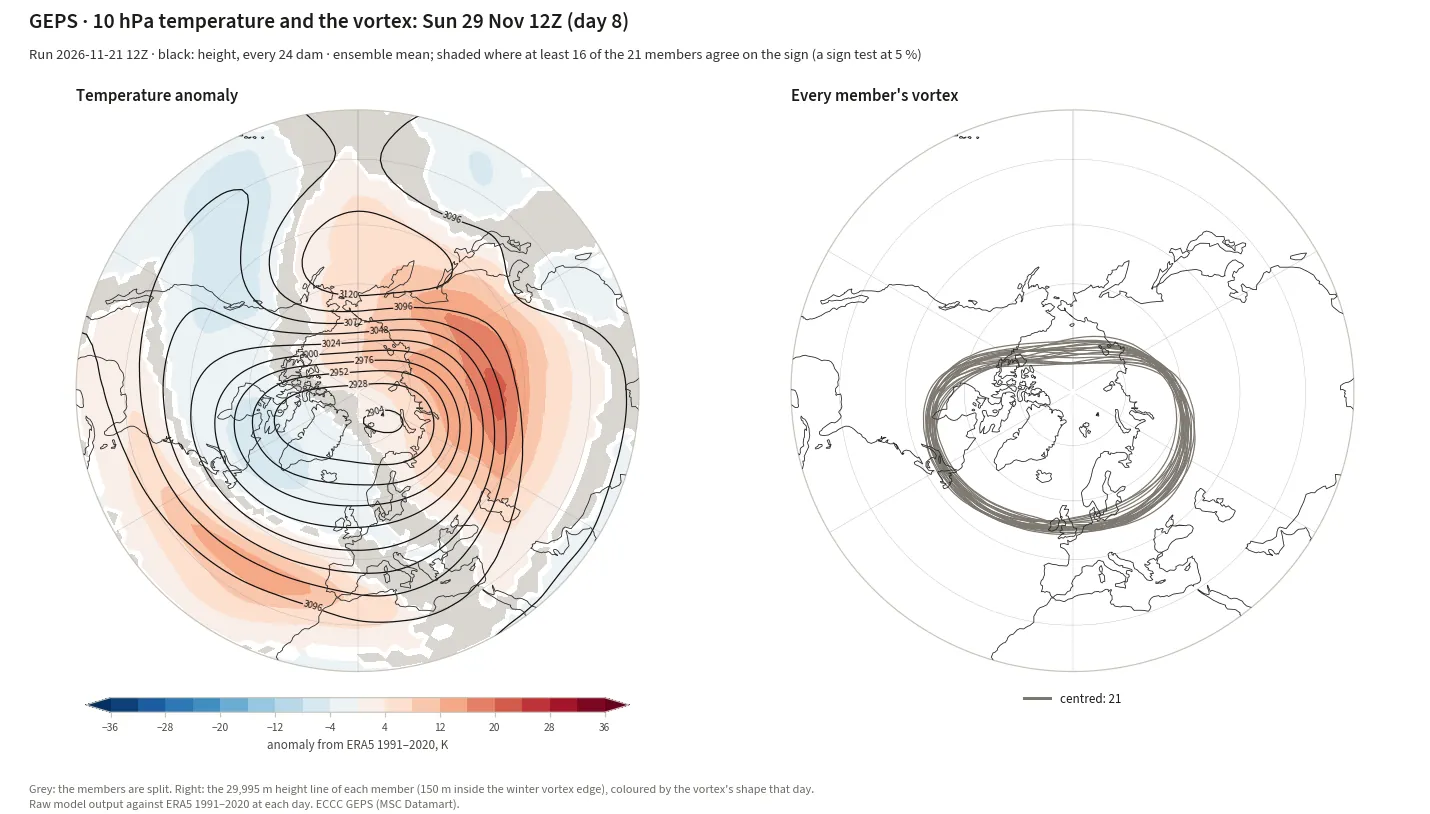 GEPS · 10 hPa temperature and the vortex: Sun 29 Nov 12Z (day 8)
Run 2026-11-21 12Z · black: height, every 24 dam · ensemble mean; shaded where at least 16 of the 21 members agree on the sign (a sign test at 5 %)
Temperature anomaly
Every member's vortex
3096
3120
3096
3072
3048
3024
3000
2976
2952
2928
2904
3096
centred: 21
−36 −28 −20 −12 −4 4 12 20 28 36
anomaly from ERA5 1991–2020, K
Grey: the members are split. Right: the 29,995 m height line of each member (150 m inside the winter vortex edge), coloured by the vortex's shape that day.
Raw model output against ERA5 1991–2020 at each day. ECCC GEPS (MSC Datamart).